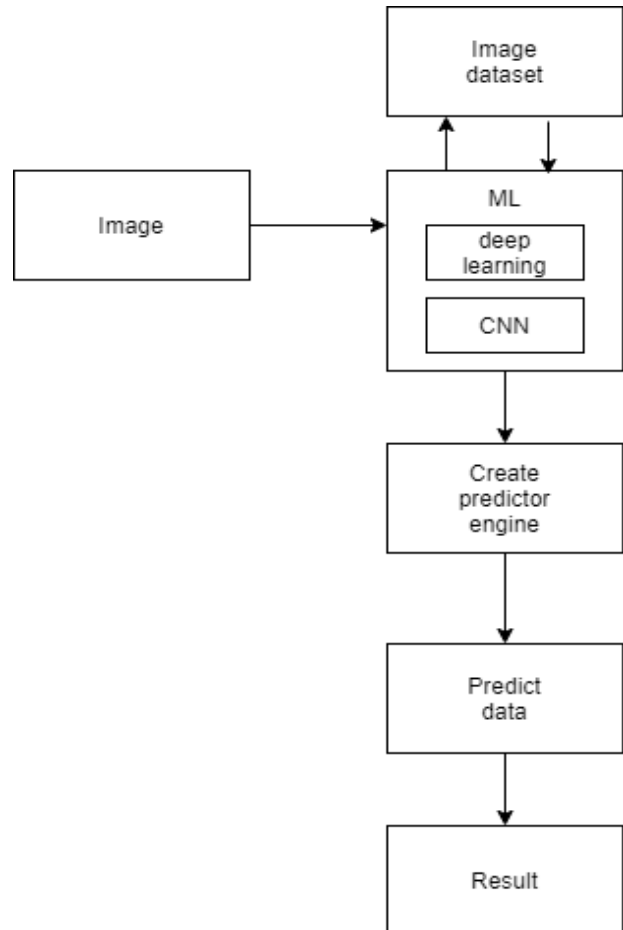 Image
dataset
Image
ML
deep
learning
CNN
Create
predictor
engine
Predict
data
Result